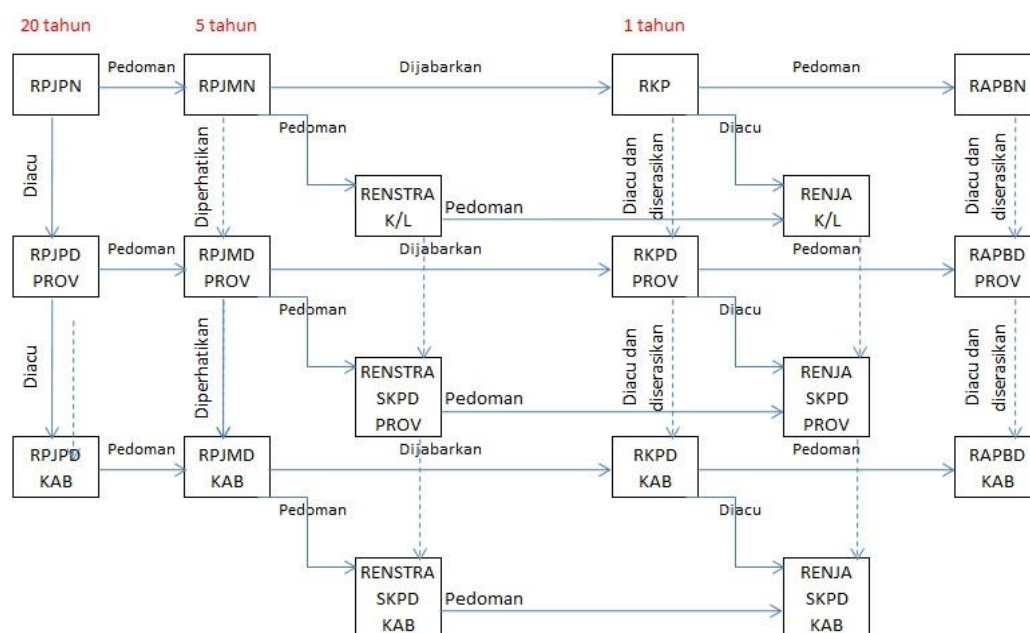 20 tahun
5 tahun
1 tahun
RPJPN
Pedoman
RPJMN
Dijabarkan
RKP
Pedoman
RAPBN
Diacu
Diperhatikan
Pedoman
Diacu dan
diserasikan
Diacu
Diacu dan
diserasikan
RENSTRA
K/L
Pedoman
RENJA
K/L
RPJPD
PROV
Pedoman
RPJMD
PROV
Dijabarkan
RKPD
PROV
Pedoman
RAPBD
PROV
Diacu
Diperhatikan
Pedoman
Diacu dan
diserasikan
Diacu
Diacu dan
diserasikan
RENSTRA
SKPD
PROV
Pedoman
RENJA
SKPD
PROV
RPJPD
KAB
Pedoman
RPJMD
KAB
Dijabarkan
RKPD
KAB
Pedoman
RAPBD
KAB
Pedoman
Diacu
RENSTRA
SKPD
KAB
Pedoman
RENJA
SKPD
KAB